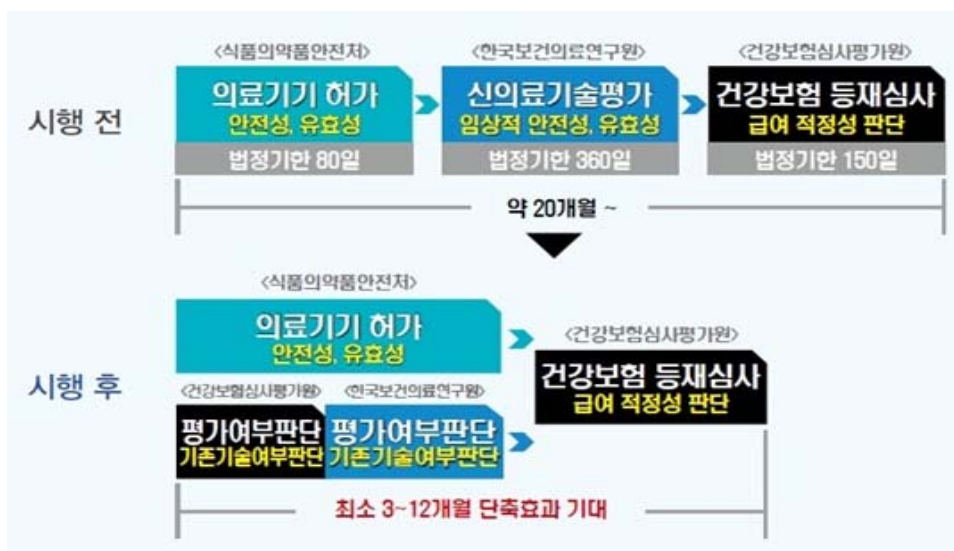 <식품의약품안전처>
<한국보건의료연구원>
<건강보험심사평가원>
시행 전
의료기기 허가
안전성, 유효성
법정기한 80일
신의료기술평가
임상적 안전성, 유효성
법정기한 360일
건강보험 등재심사
급여 적정성 판단
법정기한 150일
약 20개월 ~
<식품의약품안전처>
의료기기 허가
안전성, 유효성
시행 후
<건강보험심사평가원>
평가여부판단
기존기술여부판단
<한국보건의료연구원>
평가여부판단
기존기술여부판단
<건강보험심사평가원>
건강보험 등재심사
급여 적정성 판단
최소 3~12개월 단축효과 기대